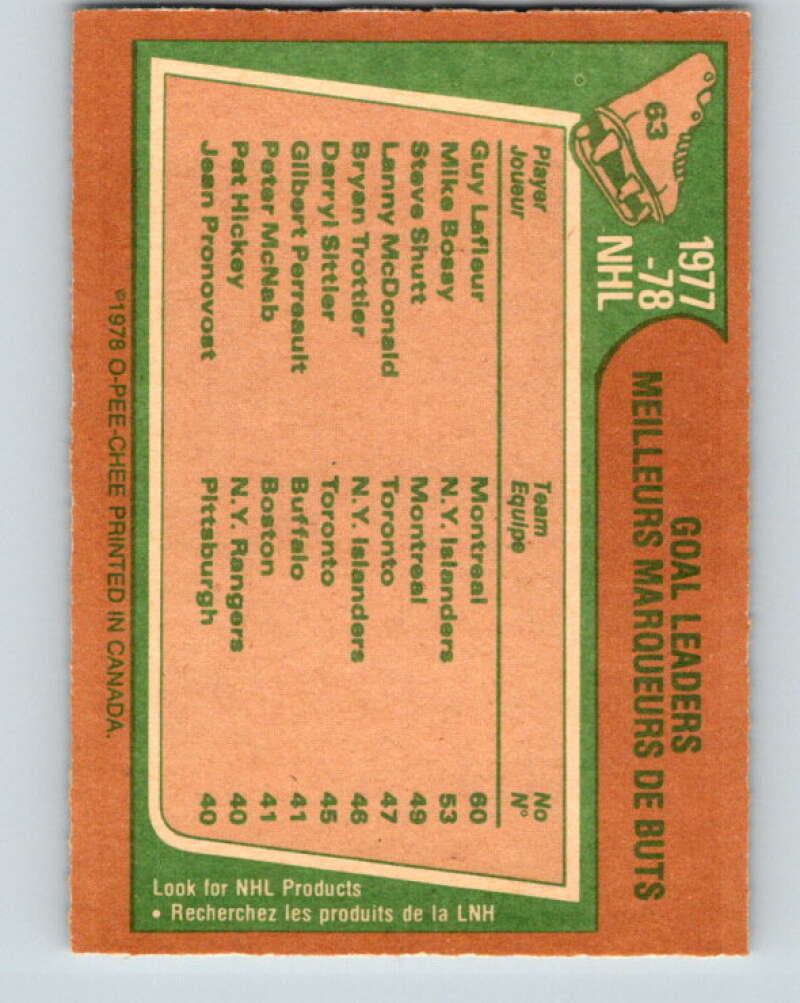 63
1977
-78
NHL
GOAL LEADERS
MEILLEURS MARQUEURS DE BUTS
Player Team No
Joueur Equipe N°
Guy Lafleur Montreal 60
Mike Bossy N.Y. Islanders 53
Steve Shutt Montreal 49
Lanny McDonald Toronto 47
Bryan Trottier N.Y. Islanders 46
Darryl Sittler Toronto 45
Gilbert Perreault Buffalo 41
Peter McNab Boston 41
Pat Hickey N.Y. Rangers 40
Jean Pronovost Pittsburgh 40
©1978 O-PEE-CHEE PRINTED IN CANADA.
Look for NHL Products
• Recherchez les produits de la LNH